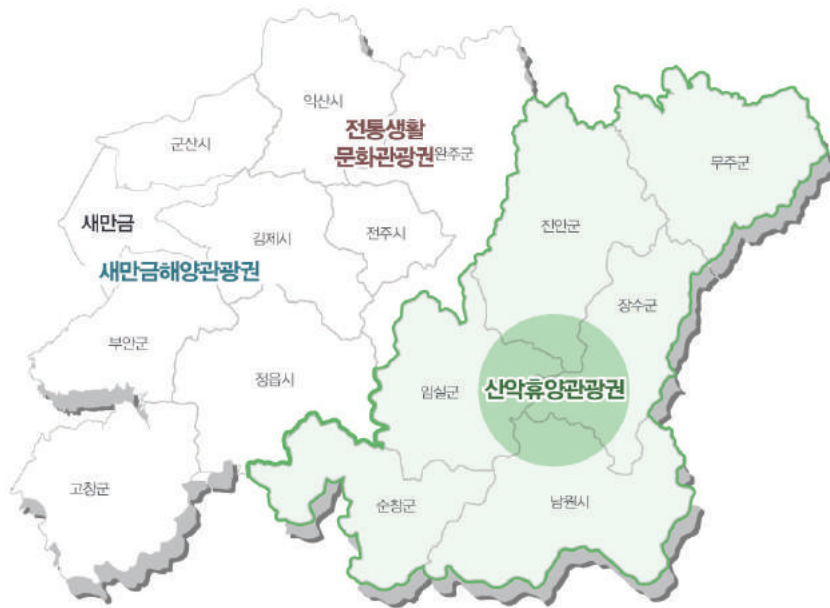 익산시
군산시
전통생활
문화관광권
완주군
무주군
새만금
김제시
전주시
진안군
새만금해양관광권
장수군
부안군
정읍시
임실군
산악휴양관광권
고창군
순창군
남원시